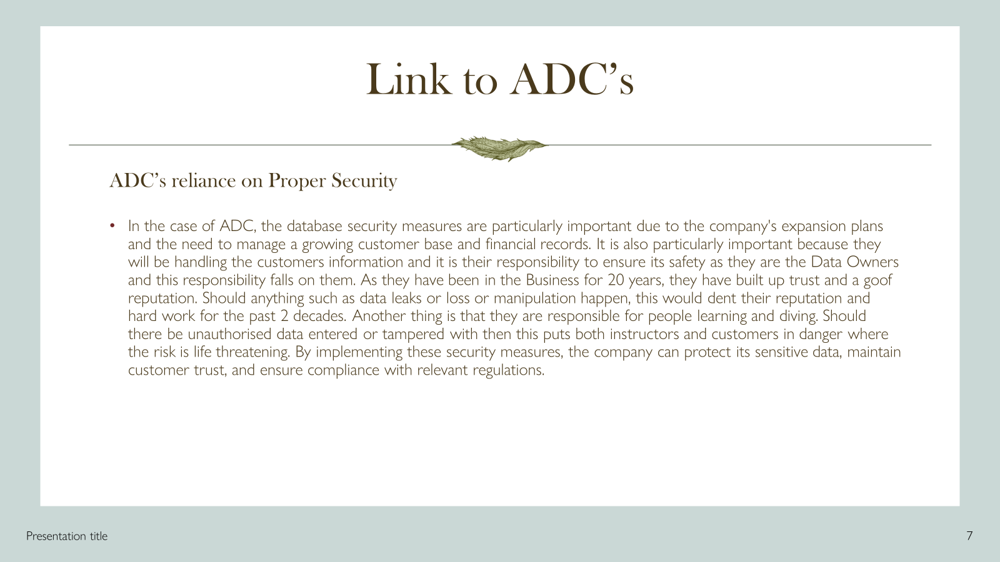 Link to ADC’s
ADC’s reliance on Proper Security
• In the case of ADC, the database security measures are particularly important due to the company's expansion plans
and the need to manage a growing customer base and financial records. It is also particularly important because they
will be handling the customers information and it is their responsibility to ensure its safety as they are the Data Owners
and this responsibility falls on them. As they have been in the Business for 20 years, they have built up trust and a goof
reputation. Should anything such as data leaks or loss or manipulation happen, this would dent their reputation and
hard work for the past 2 decades. Another thing is that they are responsible for people learning and diving. Should
there be unauthorised data entered or tampered with then this puts both instructors and customers in danger where
the risk is life threatening. By implementing these security measures, the company can protect its sensitive data, maintain
customer trust, and ensure compliance with relevant regulations.
Presentation title
7